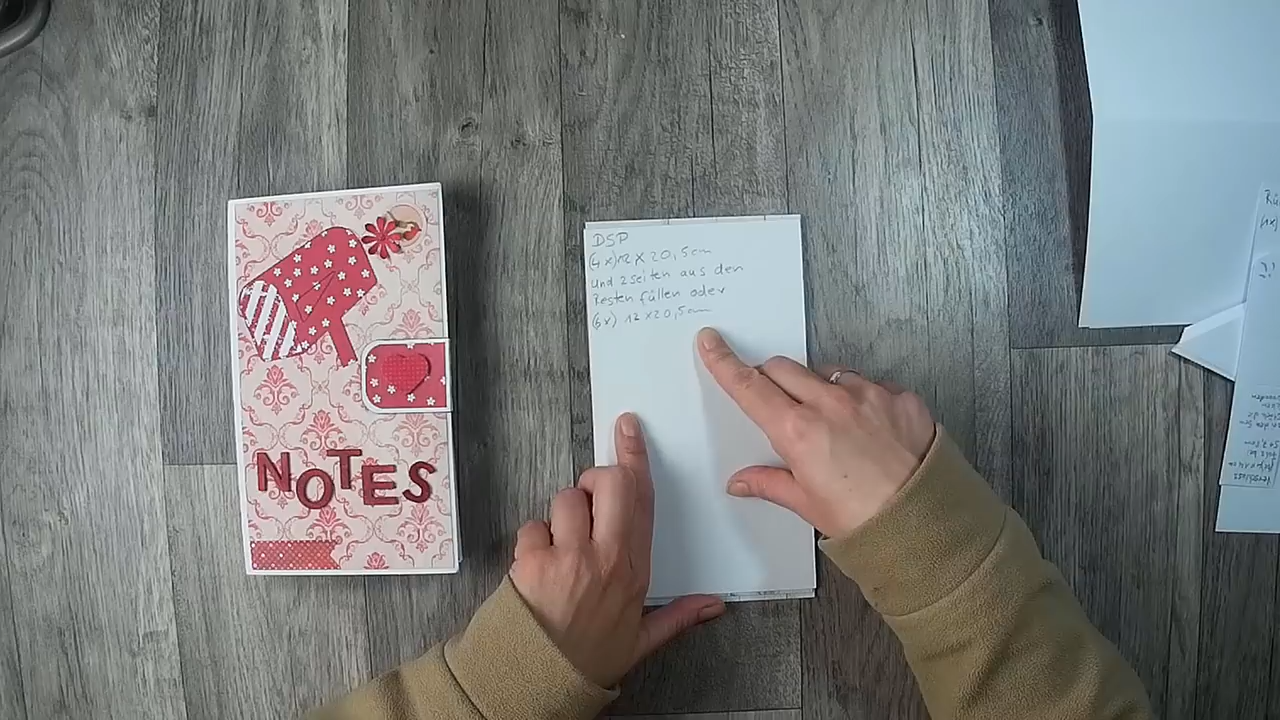 NOTES
DSP
(4x) 12 x 20,5cm
und 2 Seiten aus den
Resten füllen oder
(6x) 12 x 20,5cm